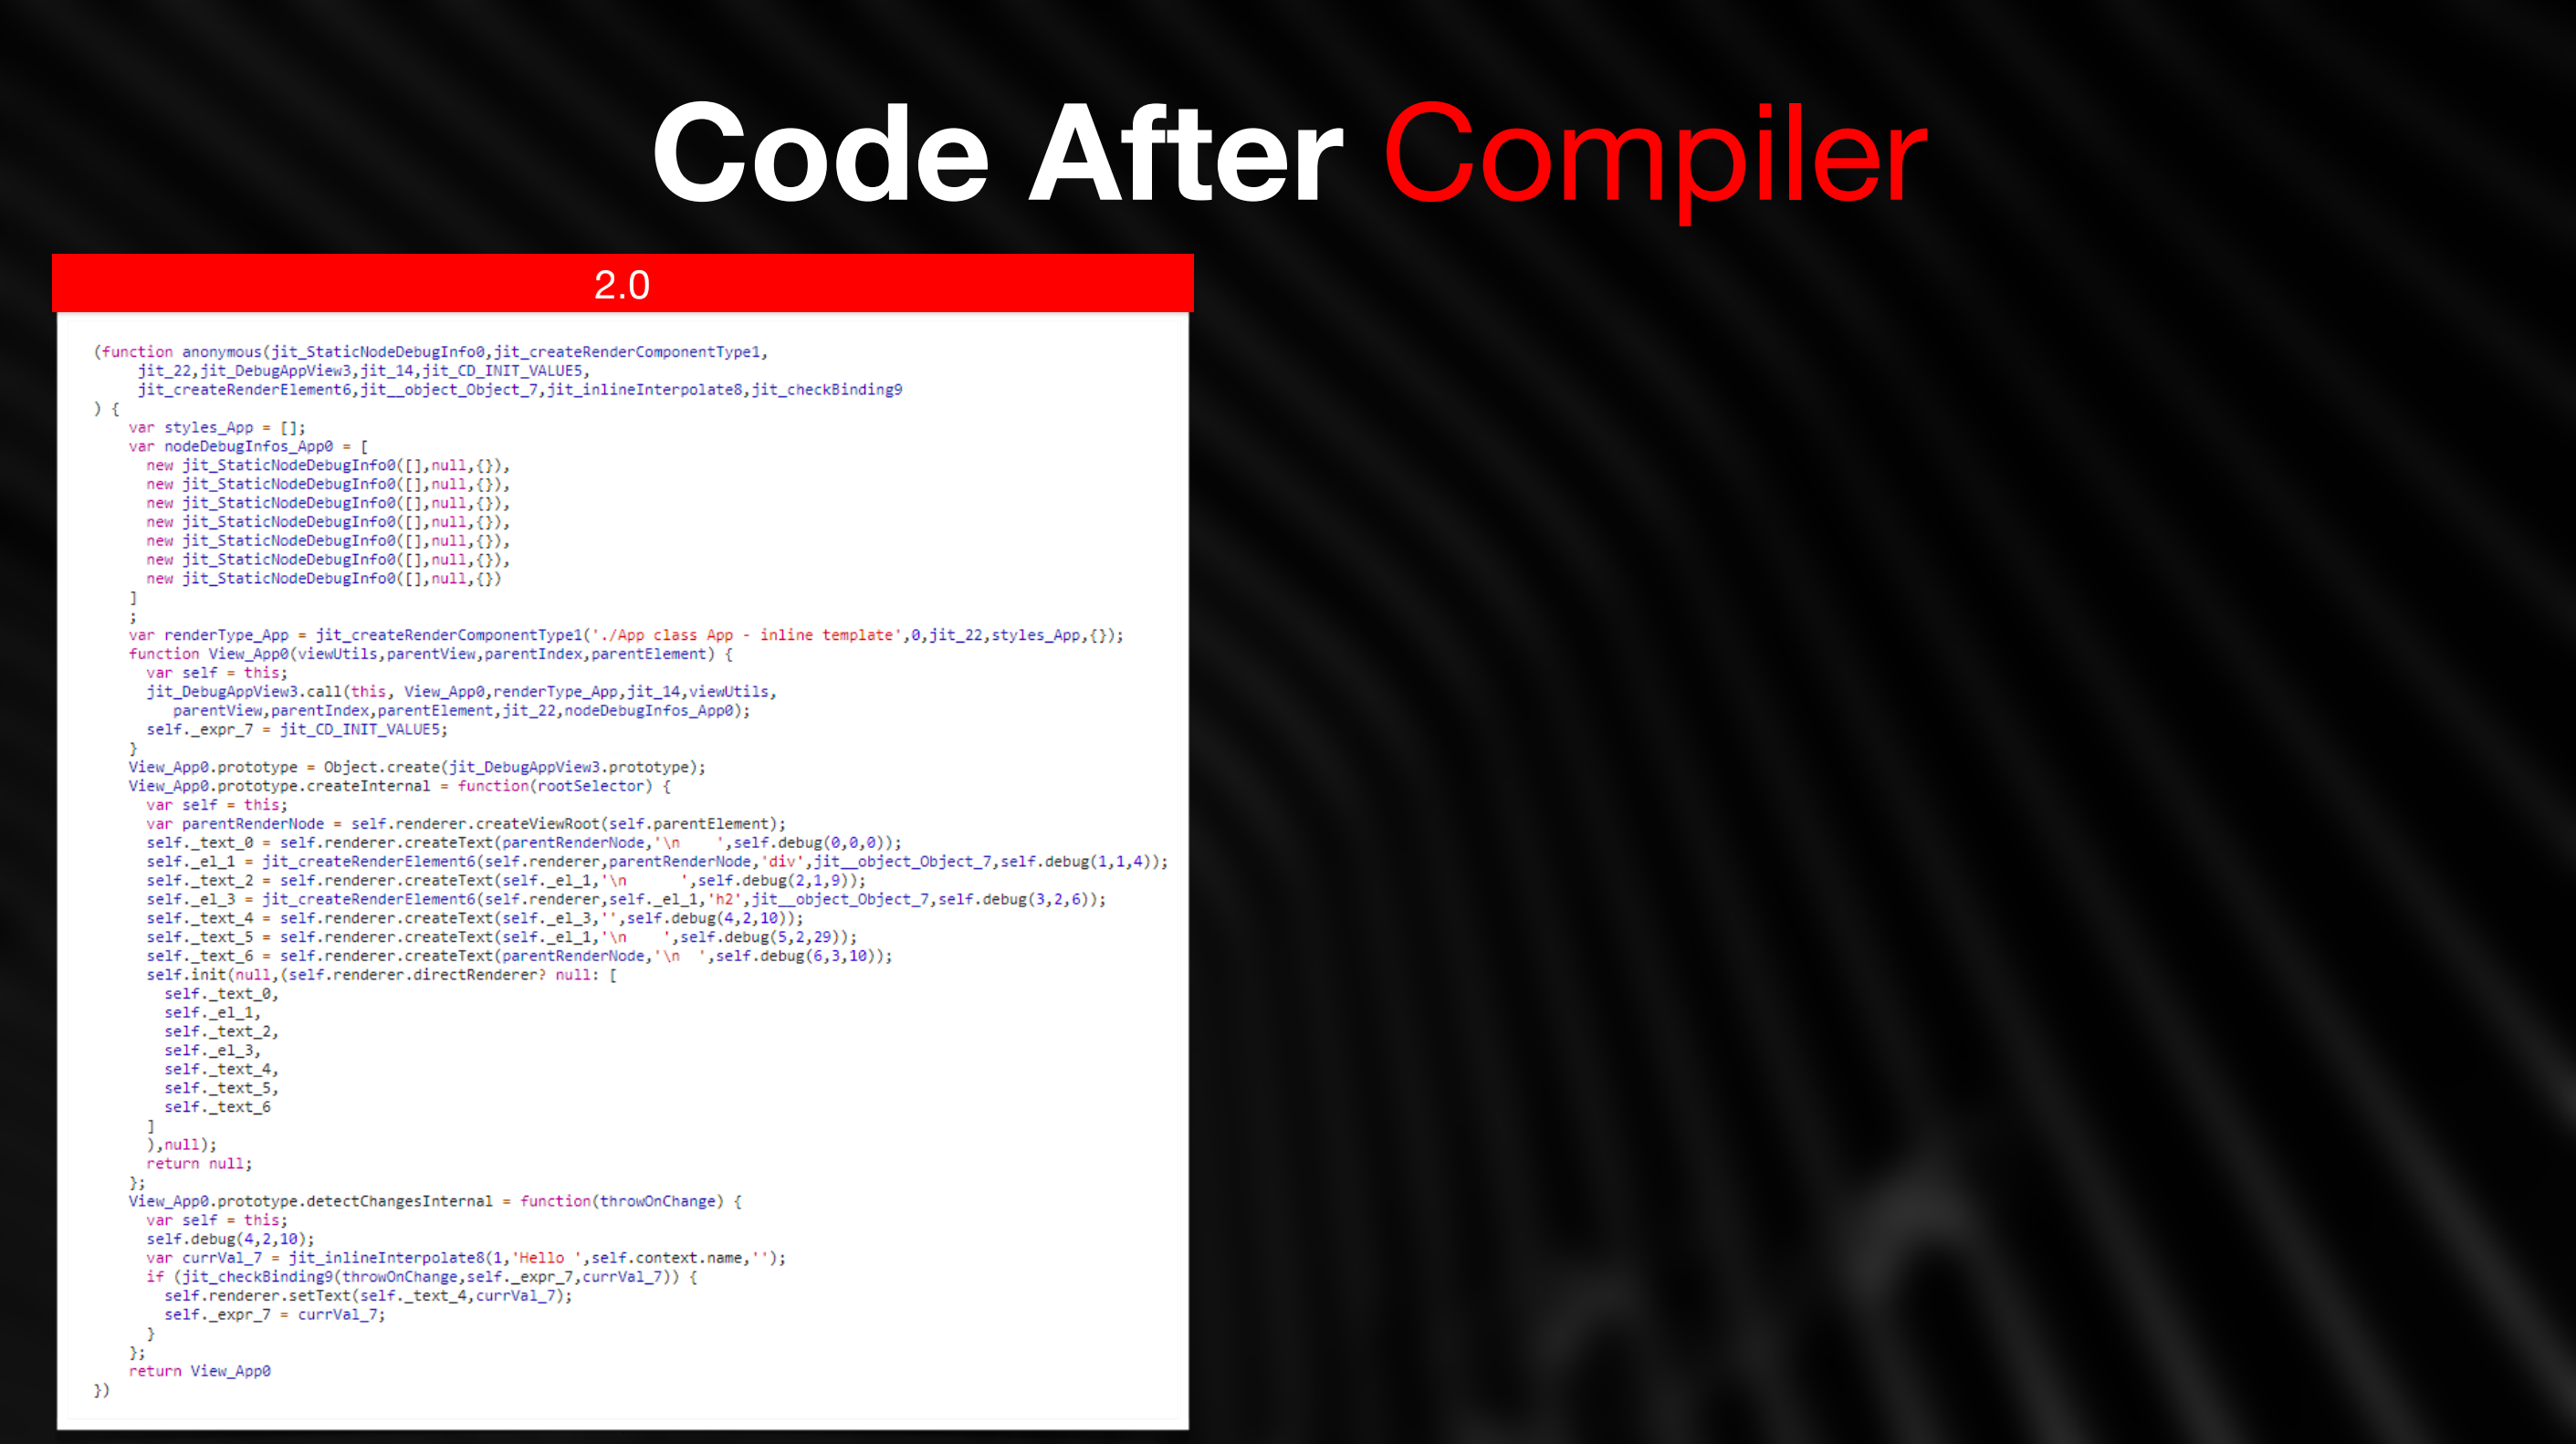 Code After Compiler
2.0
(function anonymous(jit_StaticNodeDebugInfo0,jit_createRenderComponentType1,
     jit_22,jit_DebugAppView3,jit_14,jit_CD_INIT_VALUE5,
     jit_createRenderElement6,jit__object_Object_7,jit_inlineInterpolate8,jit_checkBinding9
) {
    var styles_App = [];
    var nodeDebugInfos_App0 = [
      new jit_StaticNodeDebugInfo0([],null,{}),
      new jit_StaticNodeDebugInfo0([],null,{}),
      new jit_StaticNodeDebugInfo0([],null,{}),
      new jit_StaticNodeDebugInfo0([],null,{}),
      new jit_StaticNodeDebugInfo0([],null,{}),
      new jit_StaticNodeDebugInfo0([],null,{}),
      new jit_StaticNodeDebugInfo0([],null,{})
    ]
    ;
    var renderType_App = jit_createRenderComponentType1('./App class App - inline template',0,jit_22,styles_App,{});
    function View_App0(viewUtils,parentView,parentIndex,parentElement) {
      var self = this;
      jit_DebugAppView3.call(this, View_App0,renderType_App,jit_14,viewUtils,
         parentView,parentIndex,parentElement,jit_22,nodeDebugInfos_App0);
      self._expr_7 = jit_CD_INIT_VALUE5;
    }
    View_App0.prototype = Object.create(jit_DebugAppView3.prototype);
    View_App0.prototype.createInternal = function(rootSelector) {
      var self = this;
      var parentRenderNode = self.renderer.createViewRoot(self.parentElement);
      self._text_0 = self.renderer.createText(parentRenderNode,'\n    ',self.debug(0,0,0));
      self._el_1 = jit_createRenderElement6(self.renderer,parentRenderNode,'div',jit__object_Object_7,self.debug(1,1,4));
      self._text_2 = self.renderer.createText(self._el_1,'\n      ',self.debug(2,1,9));
      self._el_3 = jit_createRenderElement6(self.renderer,self._el_1,'h2',jit__object_Object_7,self.debug(3,2,6));
      self._text_4 = self.renderer.createText(self._el_3,'',self.debug(4,2,10));
      self._text_5 = self.renderer.createText(self._el_1,'\n    ',self.debug(5,2,29));
      self._text_6 = self.renderer.createText(parentRenderNode,'\n  ',self.debug(6,3,10));
      self.init(null,(self.renderer.directRenderer? null: [
        self._text_0,
        self._el_1,
        self._text_2,
        self._el_3,
        self._text_4,
        self._text_5,
        self._text_6
      ]
      ),null);
      return null;
    };
    View_App0.prototype.detectChangesInternal = function(throwOnChange) {
      var self = this;
      self.debug(4,2,10);
      var currVal_7 = jit_inlineInterpolate8(1,'Hello ',self.context.name,'');
      if (jit_checkBinding9(throwOnChange,self._expr_7,currVal_7)) {
        self.renderer.setText(self._text_4,currVal_7);
        self._expr_7 = currVal_7;
      }
    };
    return View_App0
})